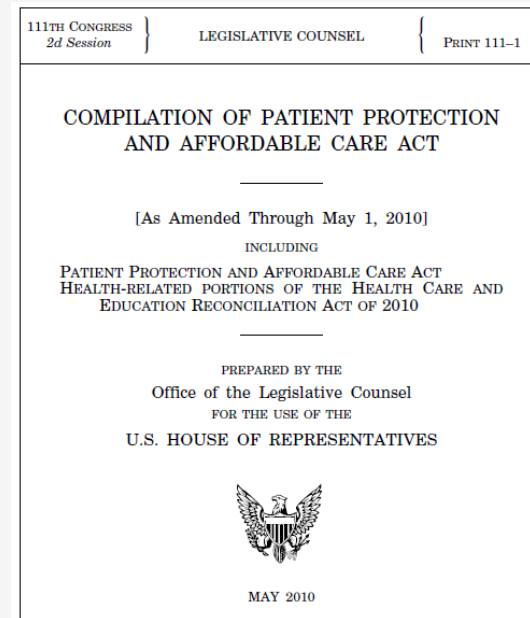 111TH CONGRESS
2d Session
LEGISLATIVE COUNSEL
PRINT 111–1
COMPILATION OF PATIENT PROTECTION
AND AFFORDABLE CARE ACT
[As Amended Through May 1, 2010]
INCLUDING
PATIENT PROTECTION AND AFFORDABLE CARE ACT
HEALTH-RELATED PORTIONS OF THE HEALTH CARE AND
EDUCATION RECONCILIATION ACT OF 2010
PREPARED BY THE
Office of the Legislative Counsel
FOR THE USE OF THE
U.S. HOUSE OF REPRESENTATIVES
MAY 2010